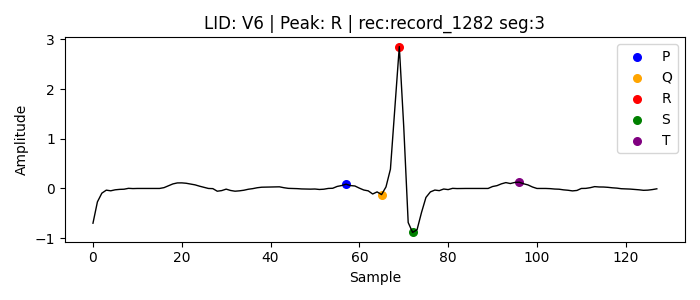 LID: V6 | Peak: R | rec:record_1282 seg:3
Amplitude
3
2
1
0
−1
0
20
40
60
80
100
120
Sample
P
Q
R
S
T